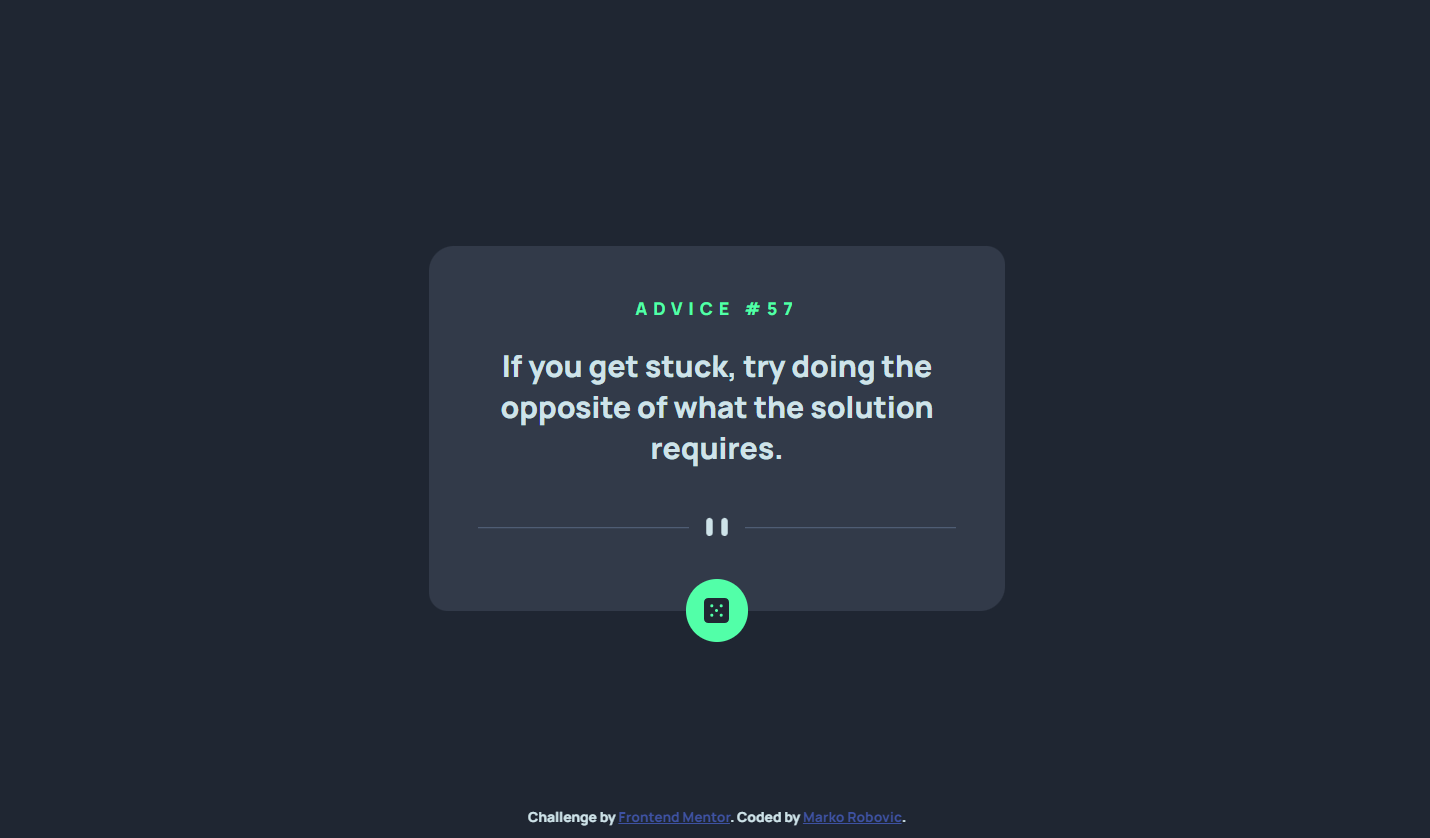 ADVICE #57
If you get stuck, try doing the
opposite of what the solution
requires.
Challenge by Frontend Mentor. Coded by Marko Robovic.